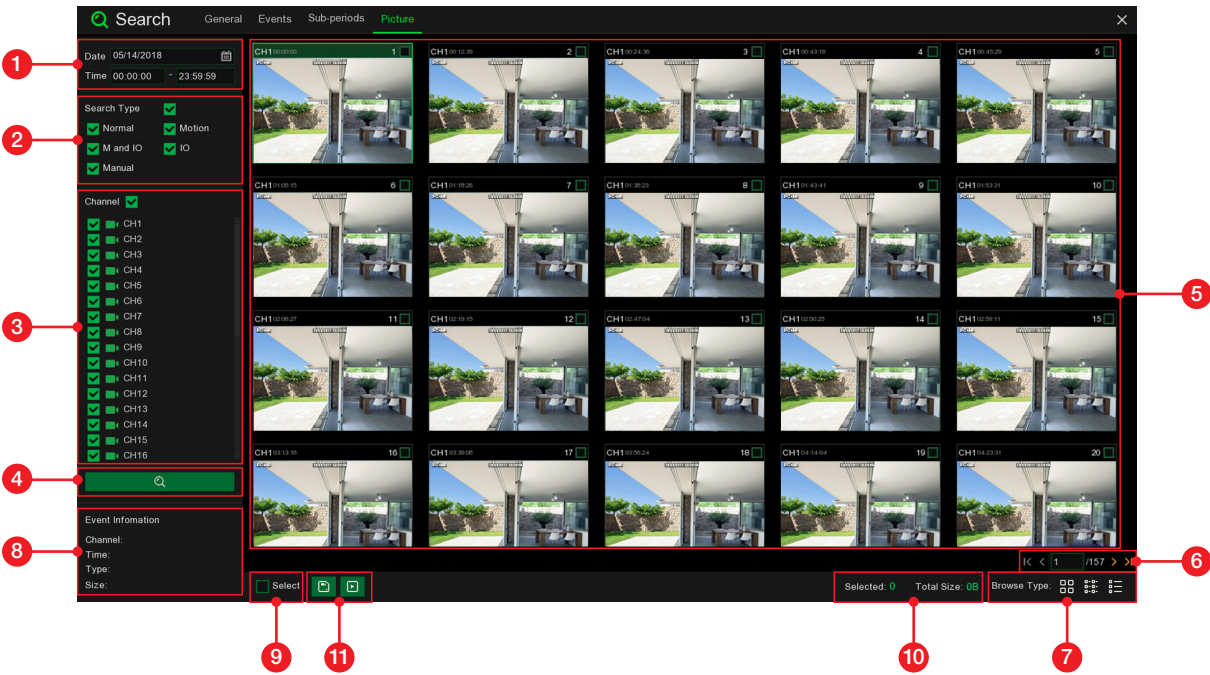 Search General Events Sub-periods Picture
1
Date 05/14/2018
Time 00:00:00 - 23:59:59
2
Search Type
Normal Motion
M and IO IO
Manual
3
Channel
CH1
CH2
CH3
CH4
CH5
CH6
CH7
CH8
CH9
CH10
CH11
CH12
CH13
CH14
CH15
CH16
4
8
Event Infomation
Channel:
Time:
Type:
Size:
CH1 00:00:00 1
CH1 00:12:39 2
CH1 00:24:36 3
CH1 00:43:19 4
CH1 00:45:29 5
CH1 01:05:15 6
CH1 01:18:26 7
CH1 01:36:23 8
CH1 01:43:41 9
CH1 01:53:31 10
CH1 02:06:27 11
CH1 02:19:15 12
CH1 02:47:04 13
CH1 02:50:25 14
CH1 02:59:11 15
CH1 03:13:16 16
CH1 03:39:06 17
CH1 03:56:24 18
CH1 04:14:04 19
CH1 04:23:31 20
5
1 /157
6
Select
Selected: 0 Total Size: 0B
Browse Type:
9
11
10
7